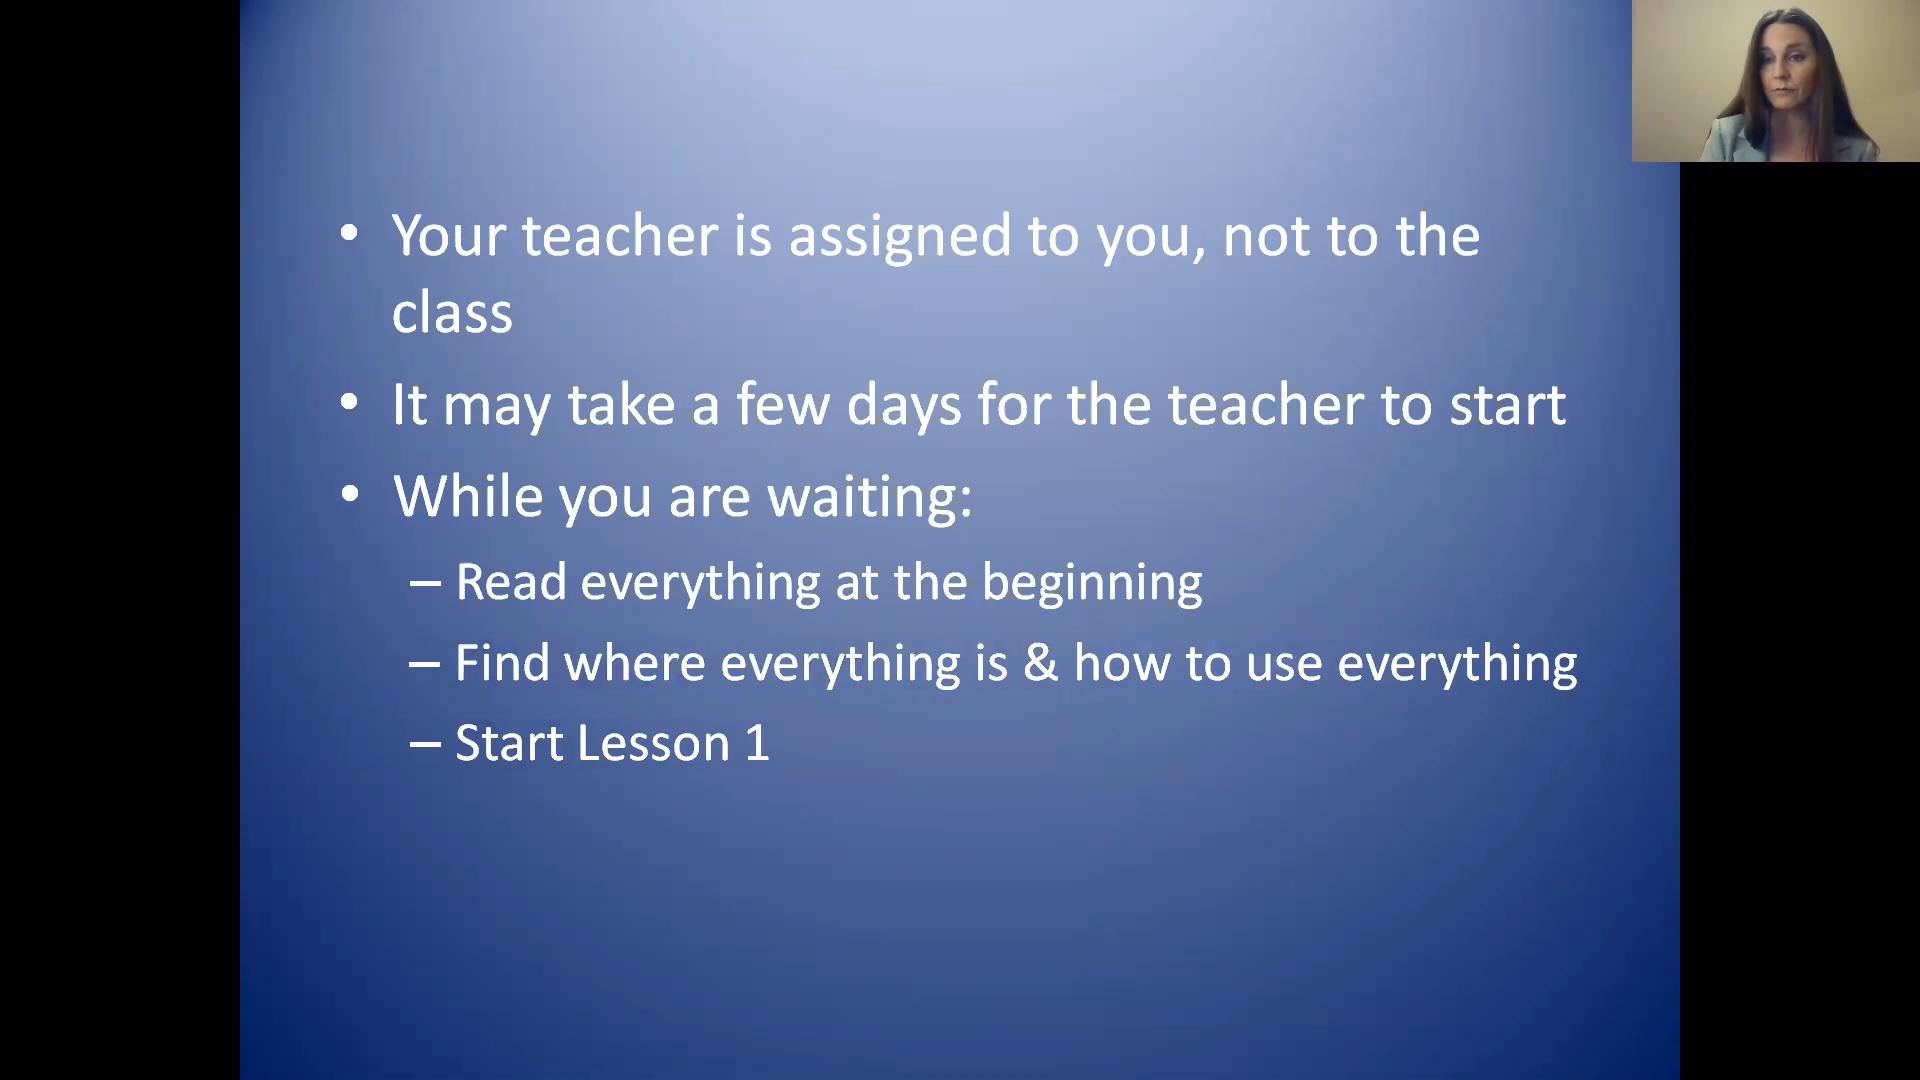 • Your teacher is assigned to you, not to the
class
• It may take a few days for the teacher to start
• While you are waiting:
– Read everything at the beginning
– Find where everything is & how to use everything
– Start Lesson 1